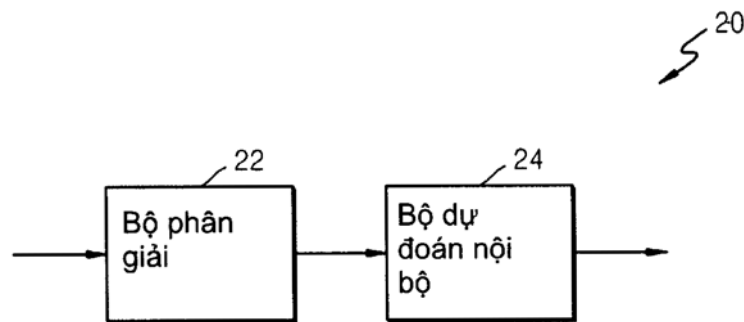 20
22
24
Bộ phân
giải
Bộ dự
đoán nội
bộ